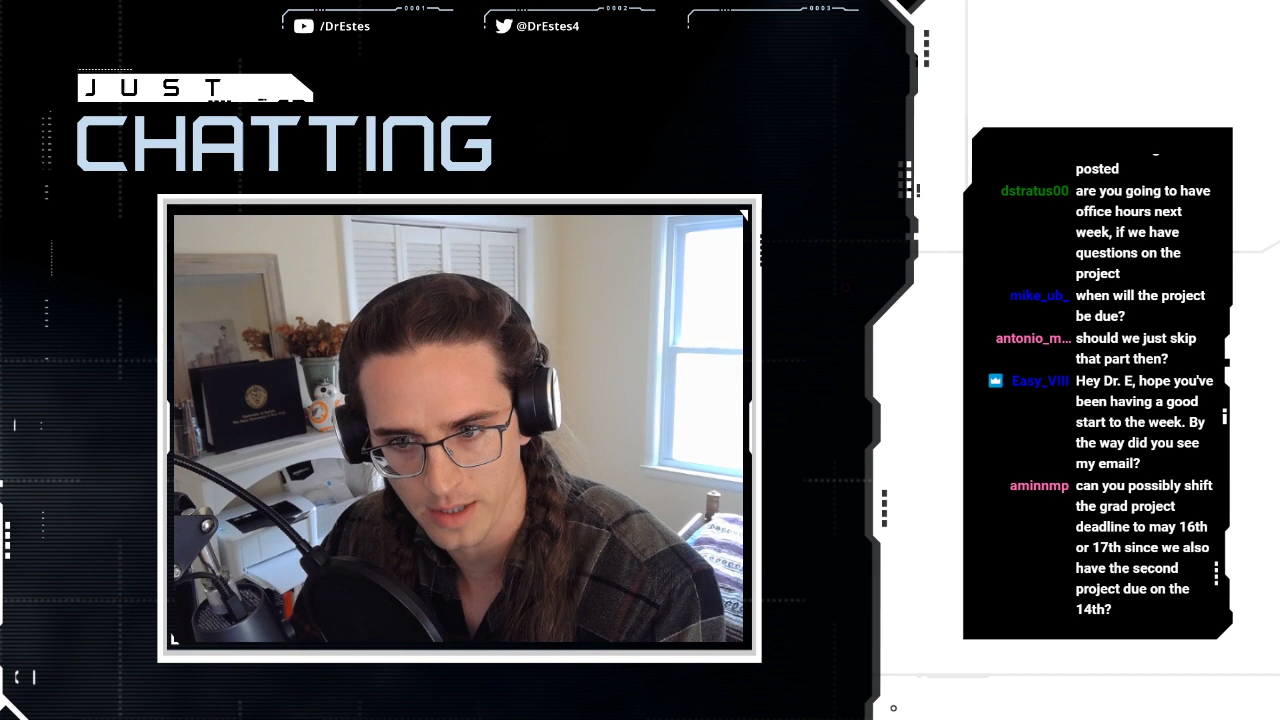 0001
0002
0003
/DrEstes
@DrEstes4
JUST
CHATTING
posted
dstratus00 are you going to have
office hours next
week, if we have
questions on the
project
mike_ub_ when will the project
be due?
antonio_m... should we just skip
that part then?
Easy_VIII Hey Dr. E, hope you've
been having a good
start to the week. By
the way did you see
my email?
aminnmp can you possibly shift
the grad project
deadline to may 16th
or 17th since we also
have the second
project due on the
14th?